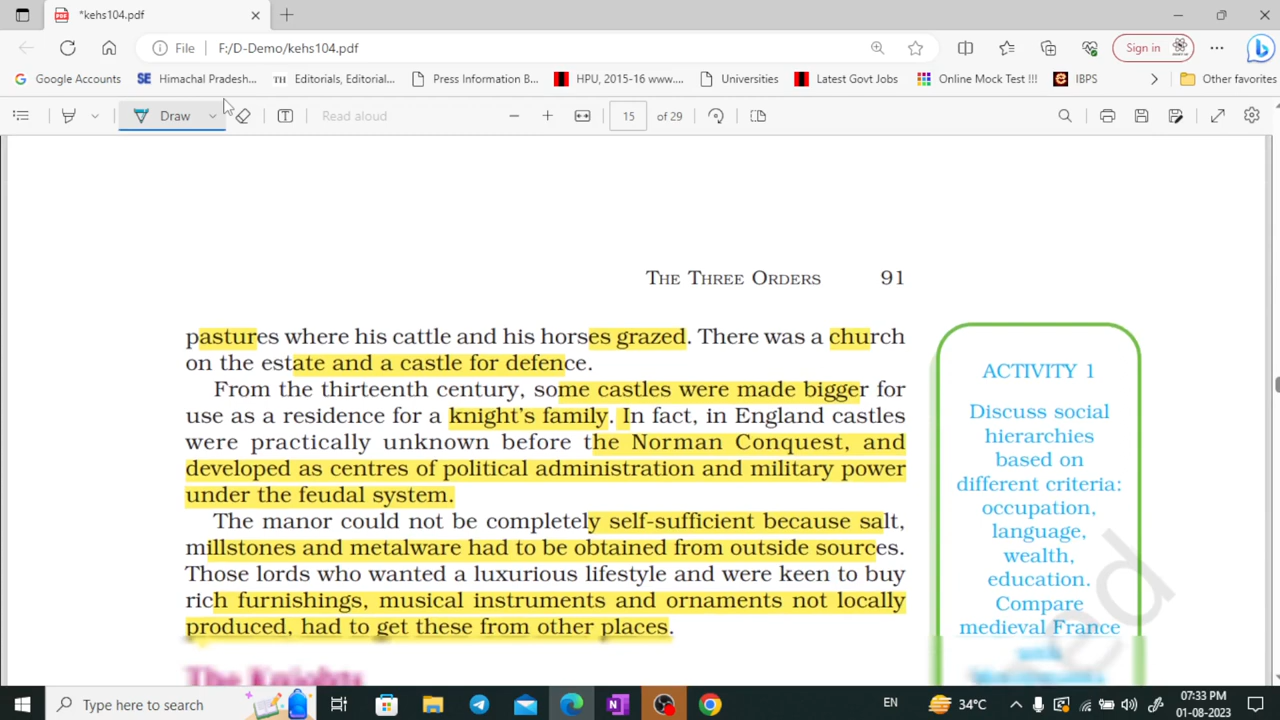 *kehs104.pdf
File F:/D-Demo/kehs104.pdf Sign in
Google Accounts SE Himachal Pradesh... TH Editorials, Editorial... Press Information B... HPU, 2015-16 www.... Universities Latest Govt Jobs Online Mock Test !!! IBPS Other favorites
Draw Read aloud 15 of 29
THE THREE ORDERS 91
pastures where his cattle and his horses grazed. There was a church
on the estate and a castle for defence.
From the thirteenth century, some castles were made bigger for
use as a residence for a knight's family. In fact, in England castles
were practically unknown before the Norman Conquest, and
developed as centres of political administration and military power
under the feudal system.
The manor could not be completely self-sufficient because salt,
millstones and metalware had to be obtained from outside sources.
Those lords who wanted a luxurious lifestyle and were keen to buy
rich furnishings, musical instruments and ornaments not locally
produced, had to get these from other places.
The Knights
ACTIVITY 1
Discuss social
hierarchies
based on
different criteria:
occupation,
language,
wealth,
education.
Compare
medieval France
with
ed
Type here to search EN 34°C 07:33 PM
01-08-2023